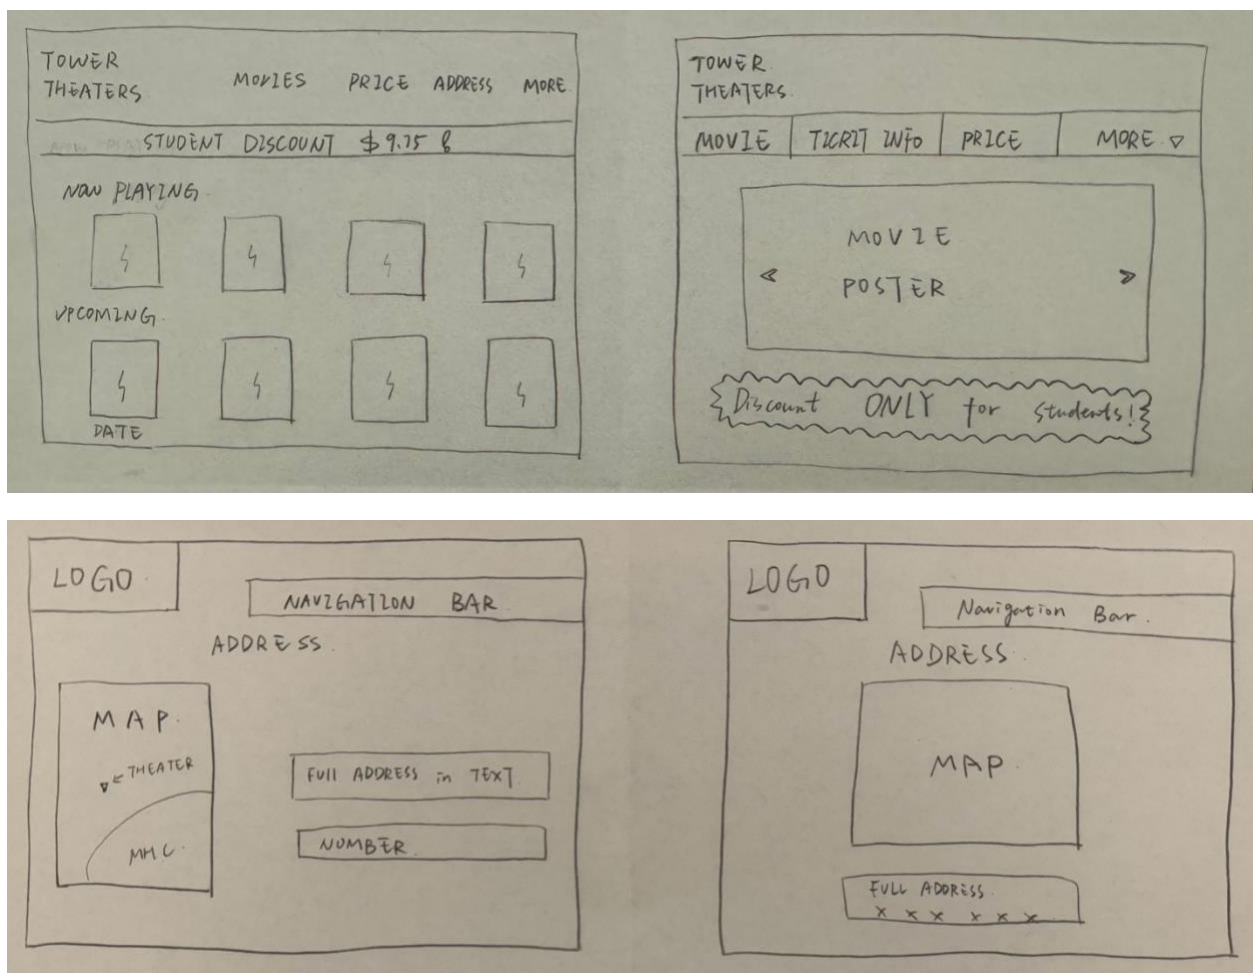 TOWER
THEATERS.
MOVIES PRICE ADDRESS MORE
STUDENT DISCOUNT $9.75
NOW PLAYING.
UPCOMING.
DATE
TOWER.
THEATERS.
MOVIE TICRIT INFO PRICE MORE
MOVIE
POSTER
< >
Discount ONLY for students!
LOGO
NAVIGATION BAR
ADDRESS.
MAP.
THEATER
MHC.
FUll ADDRESS in TEXT
NUMBER
LOGO
Navigation Bar.
ADDRESS
MAP
FULL ADDRESS.
x x x x x x